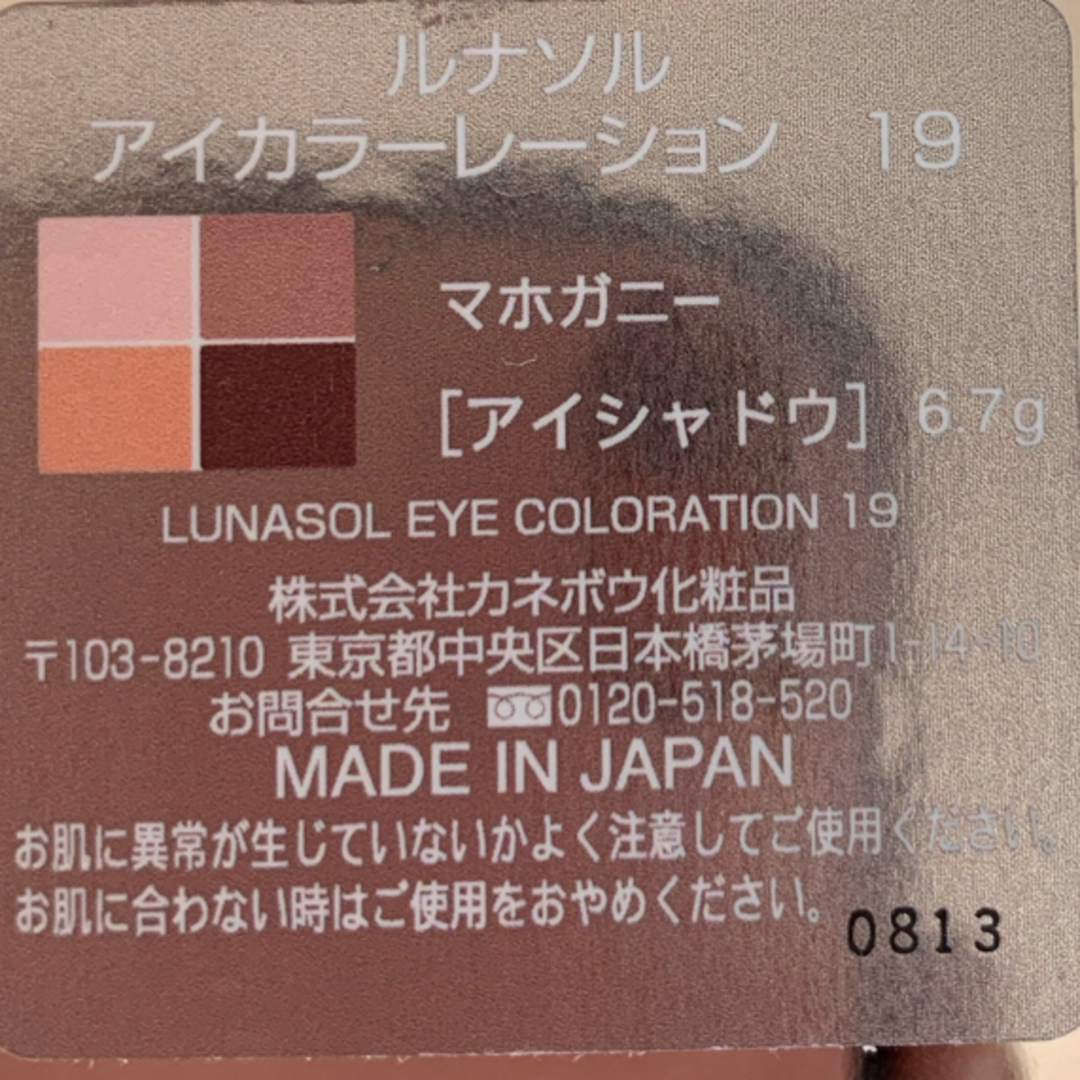 ルナソル
アイカラーレーション 19
マホガニー
[アイシャドウ] 6.7g
LUNASOL EYE COLORATION 19
株式会社カネボウ化粧品
〒103-8210 東京都中央区日本橋茅場町1-14-10
お問合せ先 0120-518-520
MADE IN JAPAN
お肌に異常が生じていないかよく注意してご使用ください。
お肌に合わない時はご使用をおやめください。
0813